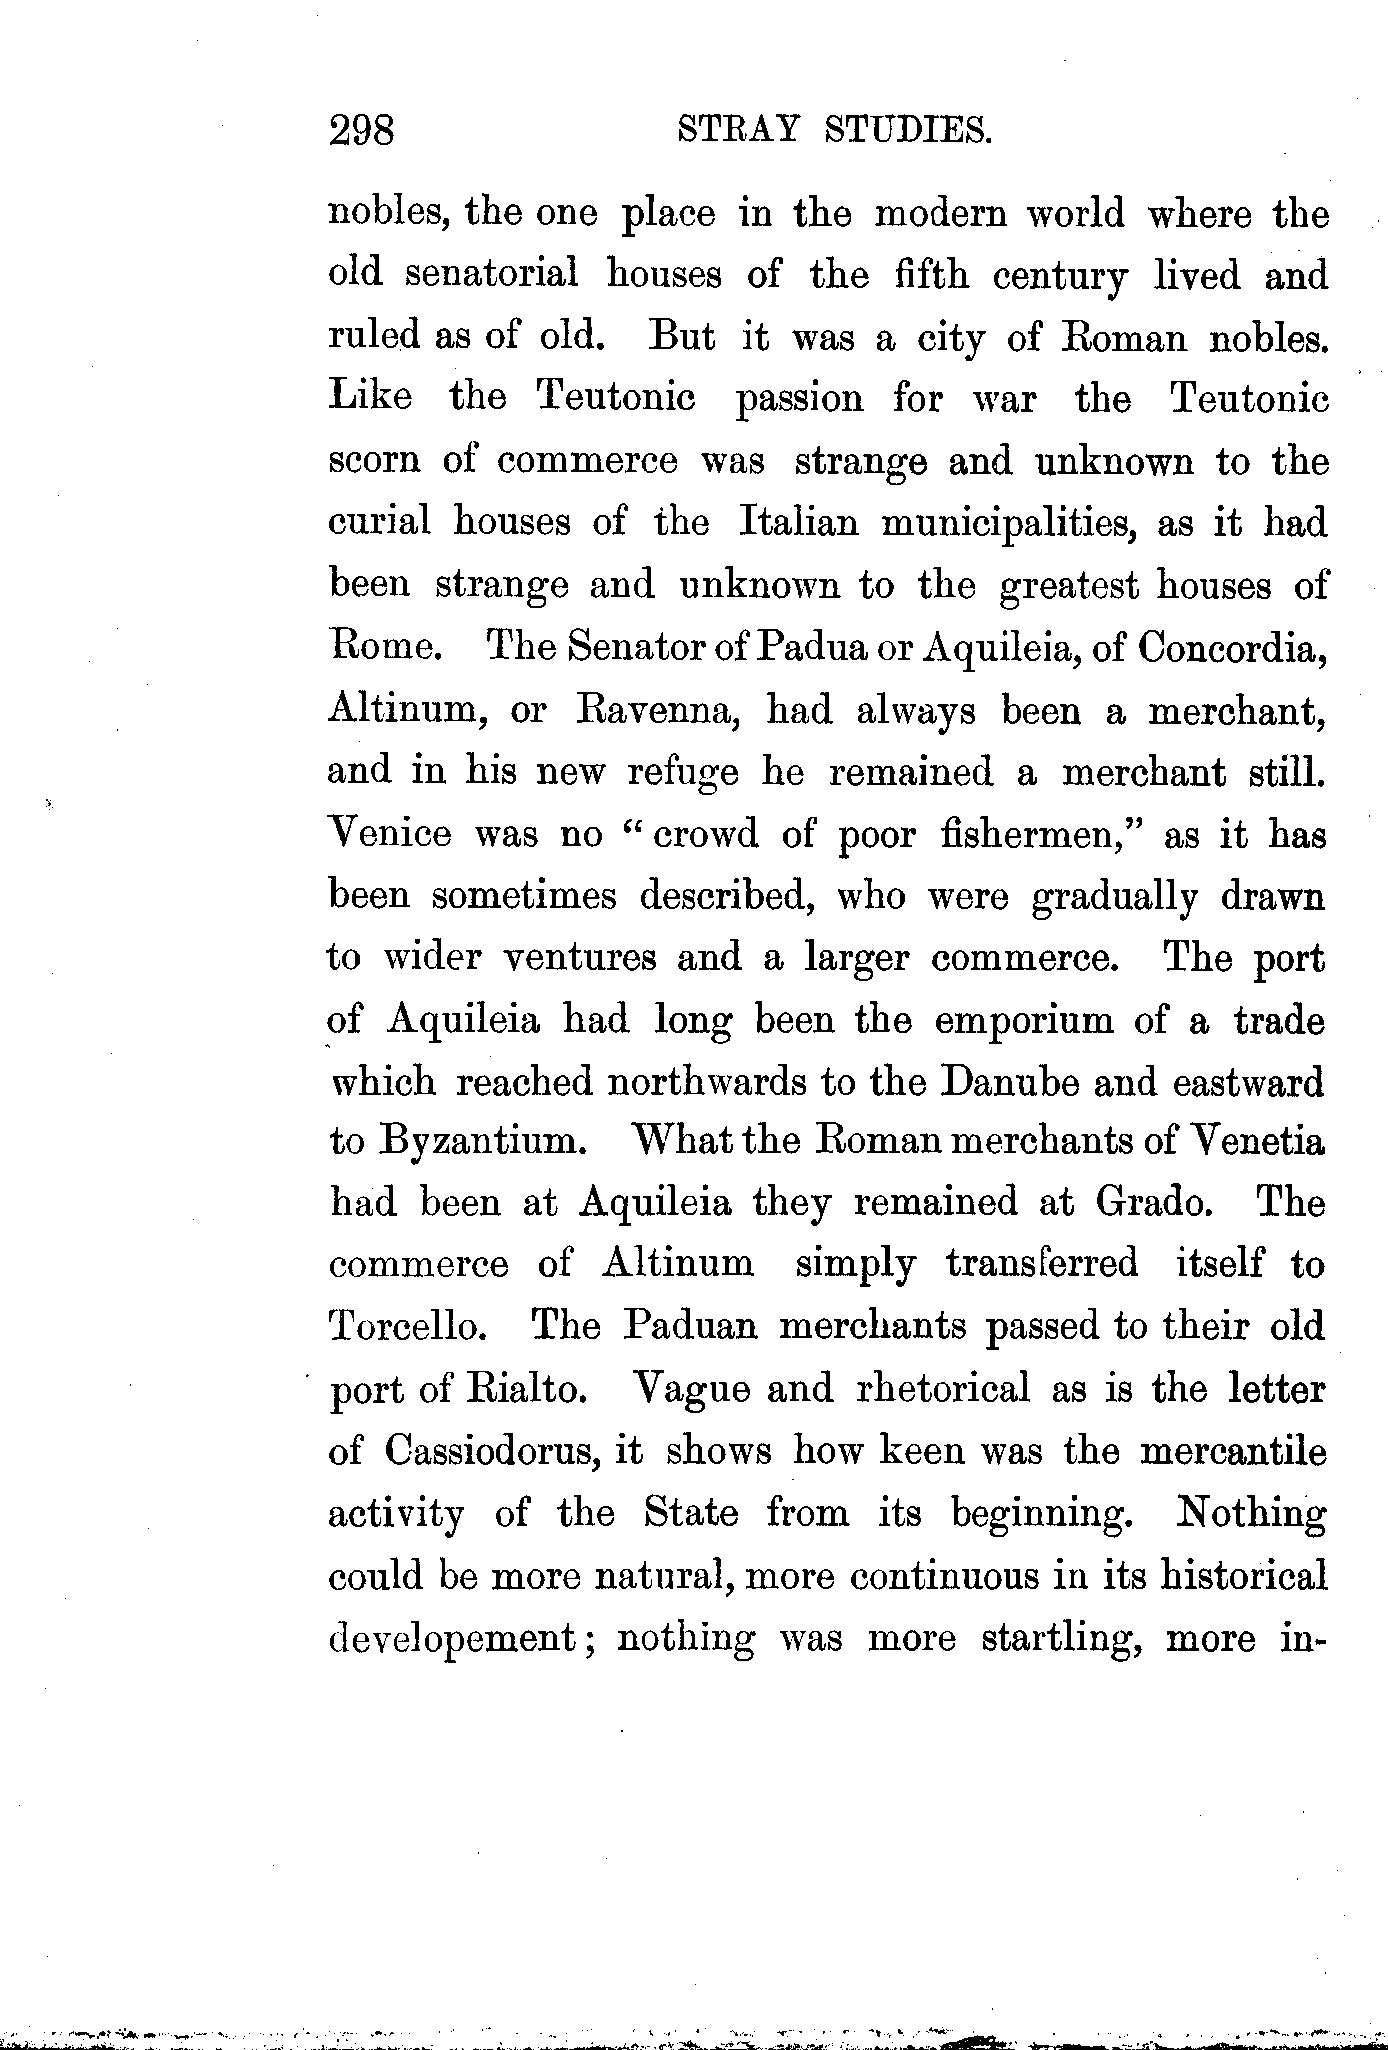 298 STRAY STUDIES.
nobles, the one place in the modern world where the
old senatorial houses of the fifth century lived and
ruled as of old. But it was a city of Roman nobles.
Like the Teutonic passion for war the Teutonic
scorn of commerce was strange and unknown to the
curial houses of the Italian municipalities, as it had
been strange and unknown to the greatest houses of
Rome. The Senator of Padua or Aquileia, of Concordia,
Altinum, or Ravenna, had always been a merchant,
and in his new refuge he remained a merchant still.
Venice was no “crowd of poor fishermen,” as it has
been sometimes described, who were gradually drawn
to wider ventures and a larger commerce. The port
of Aquileia had long been the emporium of a trade
which reached northwards to the Danube and eastward
to Byzantium. What the Roman merchants of Venetia
had been at Aquileia they remained at Grado. The
commerce of Altinum simply transferred itself to
Torcello. The Paduan merchants passed to their old
port of Rialto. Vague and rhetorical as is the letter
of Cassiodorus, it shows how keen was the mercantile
activity of the State from its beginning. Nothing
could be more natural, more continuous in its historical
developement; nothing was more startling, more in-